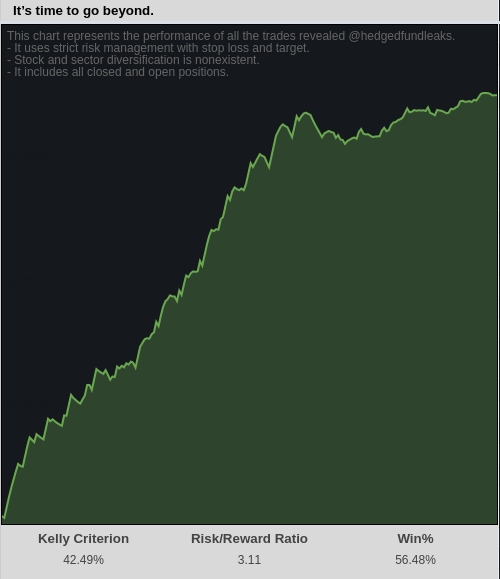 It's time to go beyond.
This chart represents the performance of all the trades revealed @hedgedfundleaks.
- It uses strict risk management with stop loss and target.
- Stock and sector diversification is nonexistent.
- It includes all closed and open positions.
Kelly Criterion Risk/Reward Ratio Win%
42.49% 3.11 56.48%